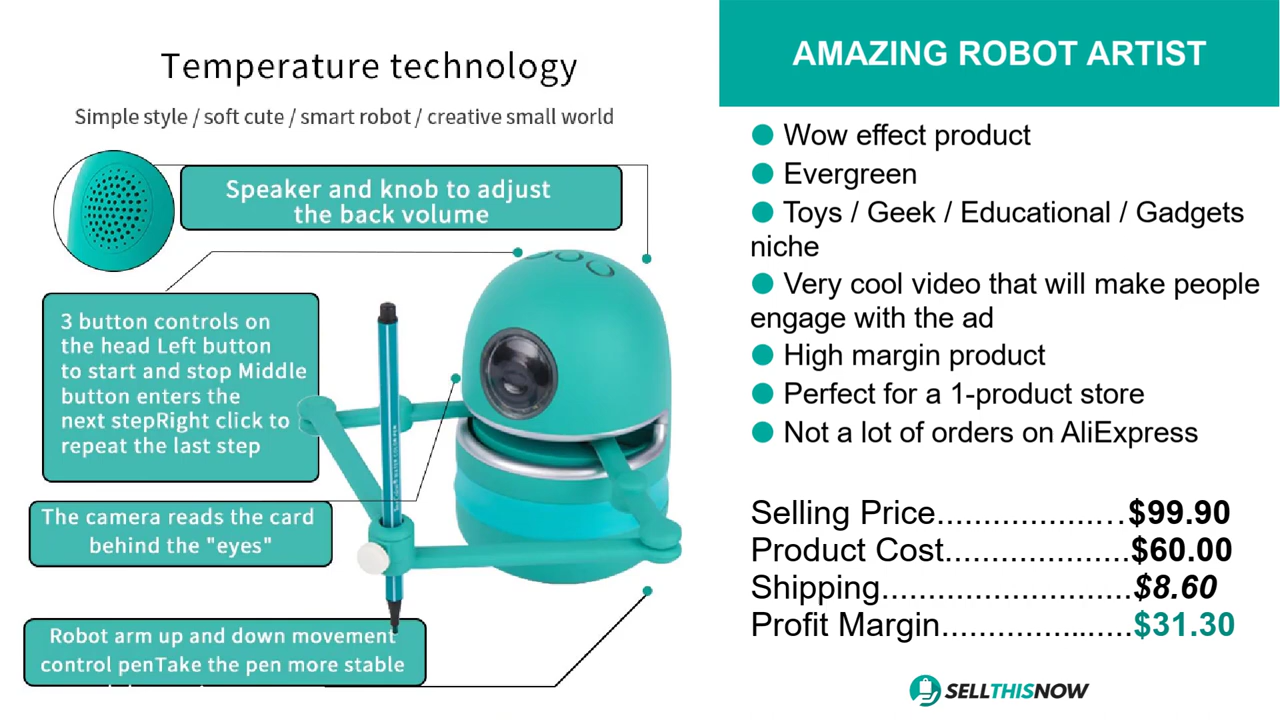 Temperature technology
Simple style / soft cute / smart robot / creative small world
Speaker and knob to adjust
the back volume
3 button controls on
the head Left button
to start and stop Middle
button enters the
next stepRight click to
repeat the last step
The camera reads the card
behind the "eyes"
Robot arm up and down movement
control penTake the pen more stable
AMAZING ROBOT ARTIST
● Wow effect product
● Evergreen
● Toys / Geek / Educational / Gadgets
niche
● Very cool video that will make people
engage with the ad
● High margin product
● Perfect for a 1-product store
● Not a lot of orders on AliExpress
Selling Price.....................$99.90
Product Cost....................$60.00
Shipping...........................$8.60
Profit Margin.....................$31.30
SELLTHISNOW